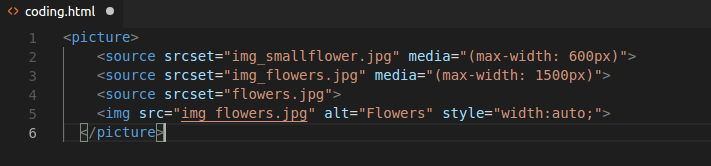 <> coding.html
1 <picture>
2 <source srcset="img_smallflower.jpg" media="(max-width: 600px)">
3 <source srcset="img_flowers.jpg" media="(max-width: 1500px)">
4 <source srcset="flowers.jpg">
5 <img src="img_flowers.jpg" alt="Flowers" style="width:auto;">
6 </picture>